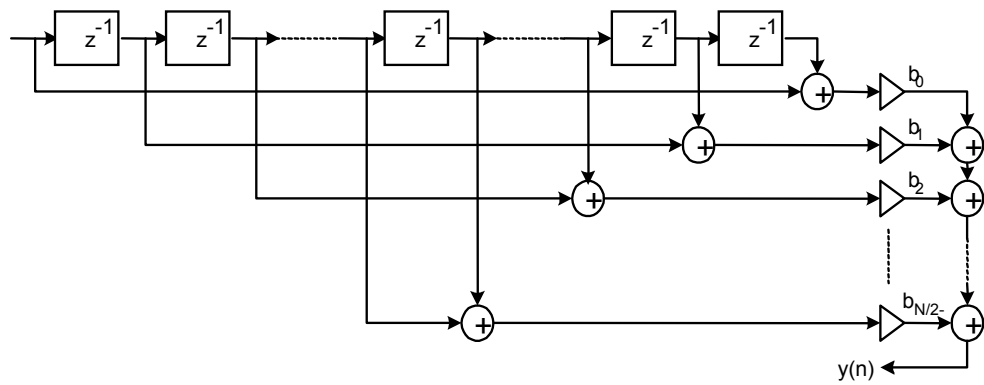 z-1 z-1 z-1 z-1 z-1
+ b0
+ b1 +
+ b2 +
+ bN/2- +
y(n)